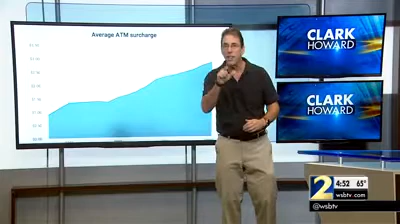 Average ATM surcharge
CLARK
HOWARD
CLARK
HOWARD
2
4:52 65°
wsbtv.com
@wsbtv